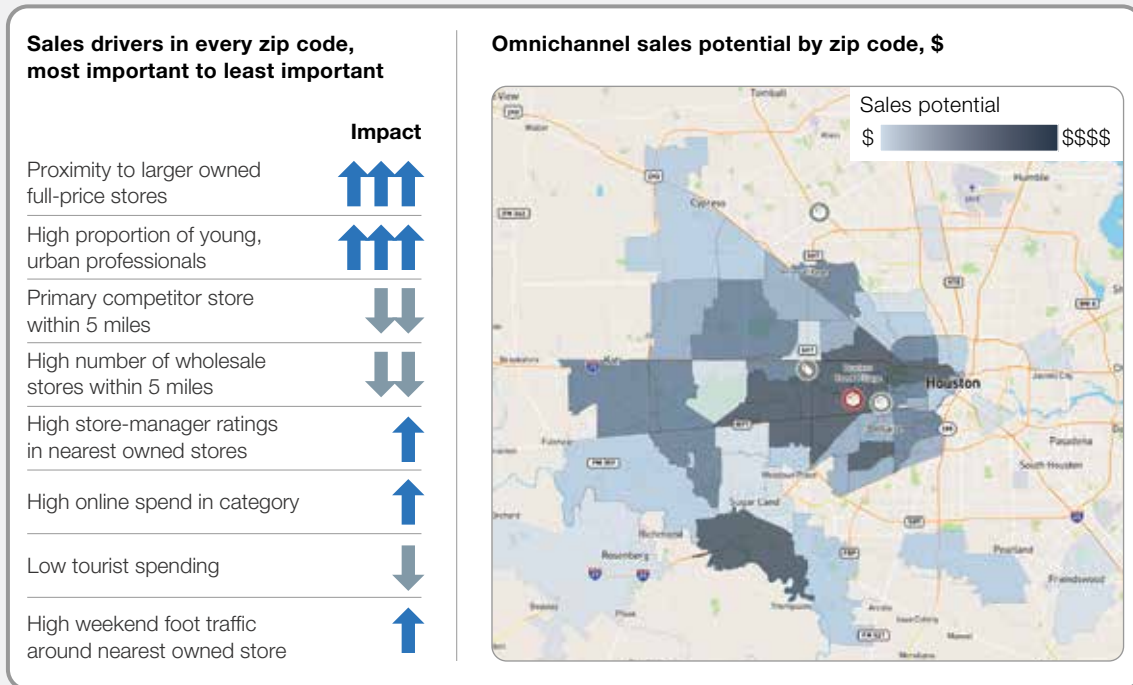 Sales drivers in every zip code,
most important to least important
Impact
Proximity to larger owned
full-price stores
High proportion of young,
urban professionals
Primary competitor store
within 5 miles
High number of wholesale
stores within 5 miles
High store-manager ratings
in nearest owned stores
High online spend in category
Low tourist spending
High weekend foot traffic
around nearest owned store
Omnichannel sales potential by zip code, $
Sales potential
$ $$$$
Tomball
Humble
Cypress
Houston
Pasadena
South Houston
Sugar Land
Richmond
Rosenberg
Pearland
Friendswood
Thompsons
Arcola
Manvel